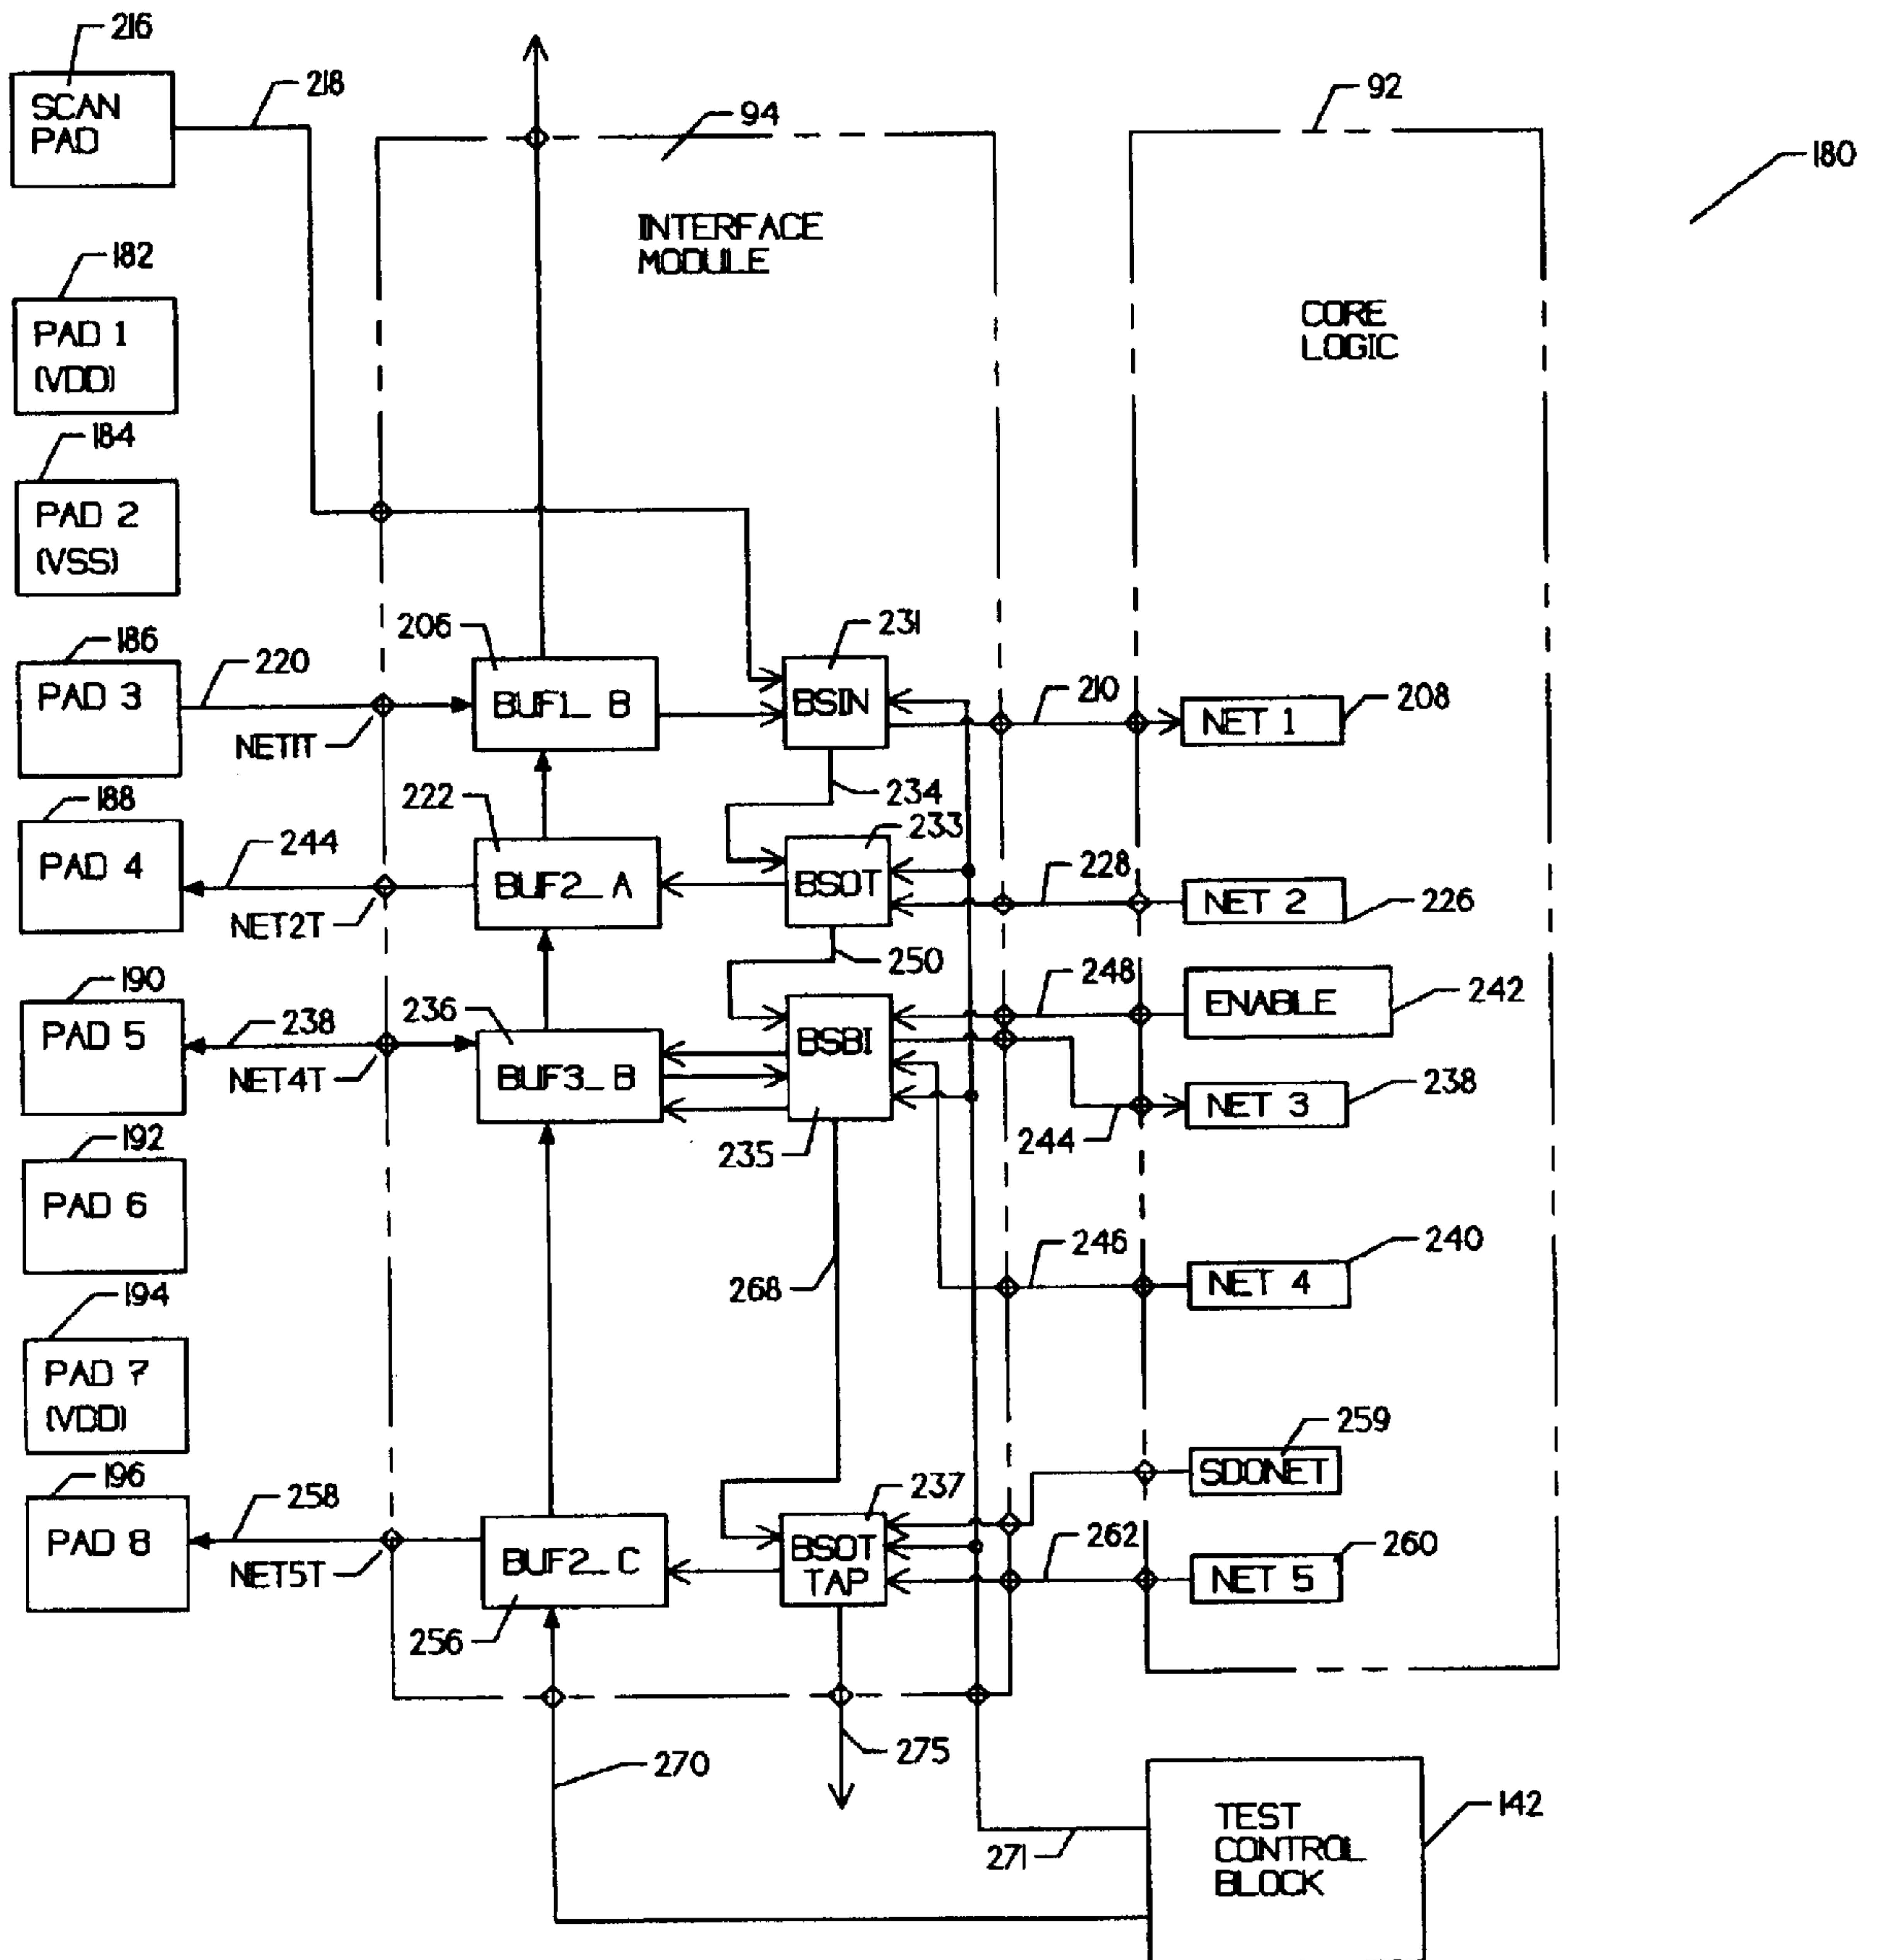 216
SCAN
PAD
218
94
92
180
INTERFACE
MODULE
CORE
LOGIC
182
PAD 1
(VDD)
184
PAD 2
(VSS)
186
PAD 3
220
NET1T
206
BUF1_B
231
BSIN
210
NET 1
208
234
188
PAD 4
244
NET2T
222
BUF2_A
233
BSOT
228
NET 2
226
250
190
PAD 5
238
NET4T
236
BUF3_B
BSBI
235
248
ENABLE
242
NET 3
238
244
192
PAD 6
268
246
NET 4
240
194
PAD 7
(VDD)
259
SDONET
196
PAD 8
258
NET5T
BUF2_C
256
237
BSOT
TAP
262
NET 5
260
270
275
271
TEST
CONTROL
BLOCK
142